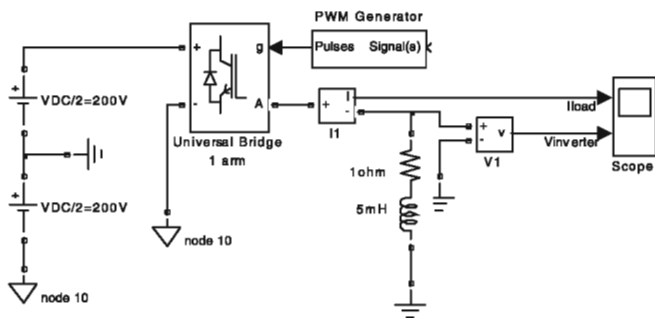 PWM Generator
Pulses Signal(s)
+ g
- A
Universal Bridge
1 arm
+
VDC/2=200V
+
VDC/2=200V
node 10
node 10
+ I
-
I1
Iload
+ v
-
V1
Vinverter
Scope
1ohm
5mH